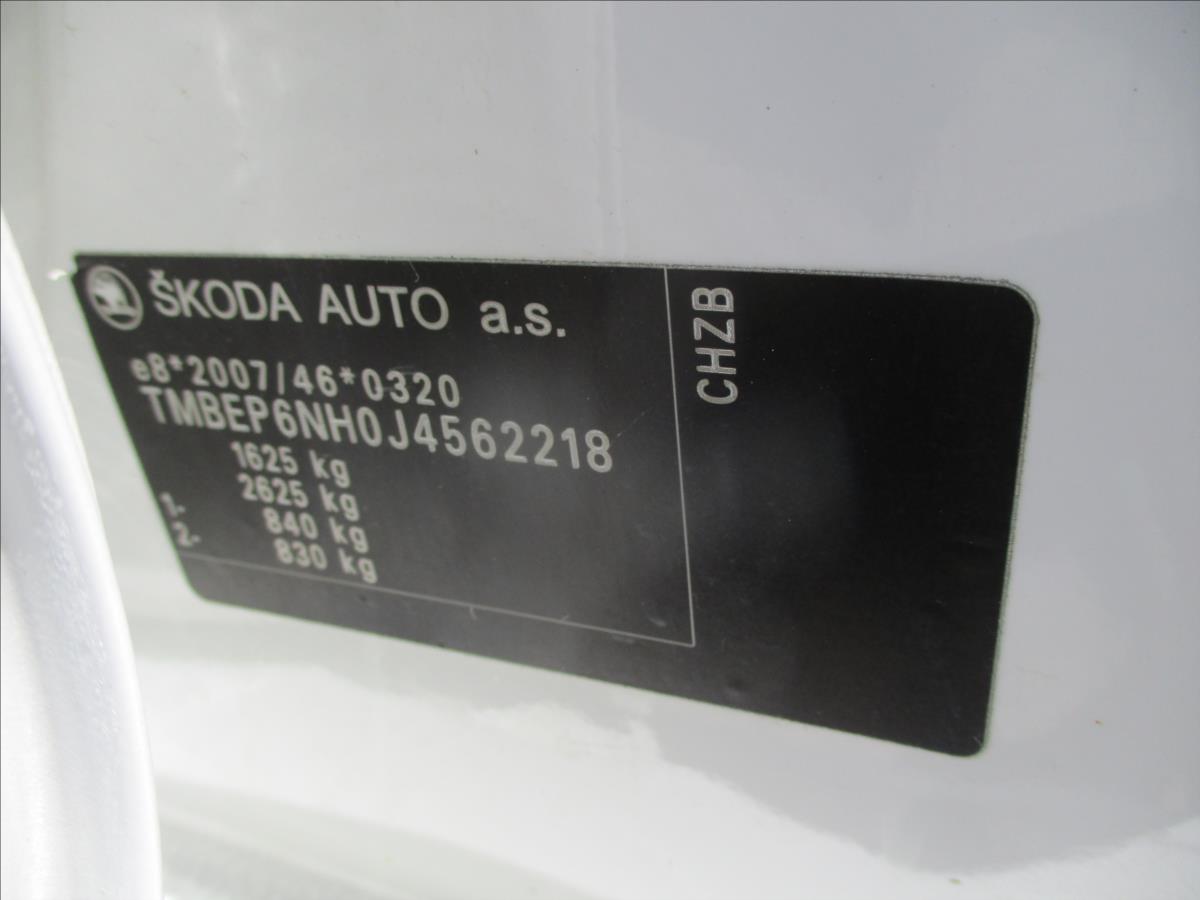 ŠKODA AUTO a.s.
e8*2007/46*0320
TMBEP6NH0J4562218
1625 kg
2625 kg
1- 840 kg
2- 830 kg
CHZB